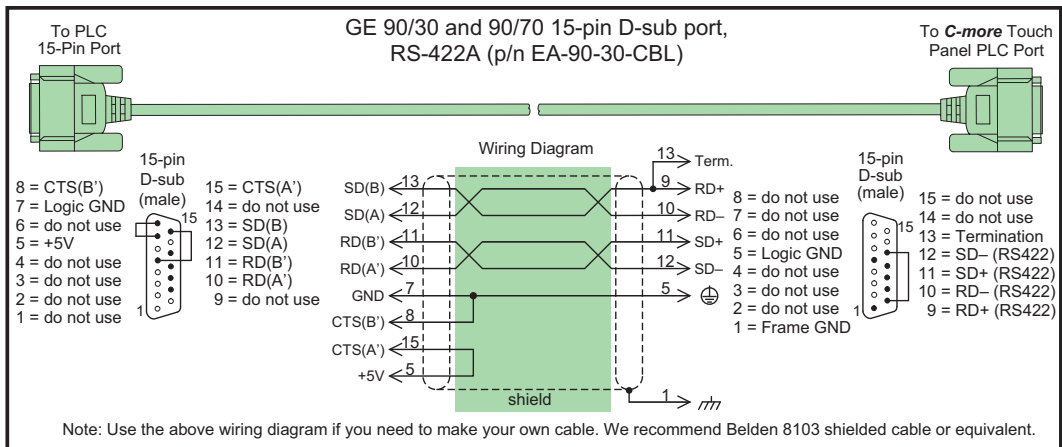 GE 90/30 and 90/70 15-pin D-sub port,
RS-422A (p/n EA-90-30-CBL)
To PLC
15-Pin Port
To C-more Touch
Panel PLC Port
Wiring Diagram
15-pin
D-sub
(male)
8 = CTS(B')
7 = Logic GND
6 = do not use
5 = +5V
4 = do not use
3 = do not use
2 = do not use
1 = do not use
15 = CTS(A')
14 = do not use
13 = SD(B)
12 = SD(A)
11 = RD(B')
10 = RD(A')
9 = do not use
15
1
SD(B) 13
SD(A) 12
RD(B') 11
RD(A') 10
GND 7
CTS(B') 8
CTS(A') 15
+5V 5
shield
13 Term.
9 RD+
10 RD–
11 SD+
12 SD–
5
1
8 = do not use
7 = do not use
6 = do not use
5 = Logic GND
4 = do not use
3 = do not use
2 = do not use
1 = Frame GND
15-pin
D-sub
(male)
15
1
15 = do not use
14 = do not use
13 = Termination
12 = SD– (RS422)
11 = SD+ (RS422)
10 = RD– (RS422)
9 = RD+ (RS422)
Note: Use the above wiring diagram if you need to make your own cable. We recommend Belden 8103 shielded cable or equivalent.